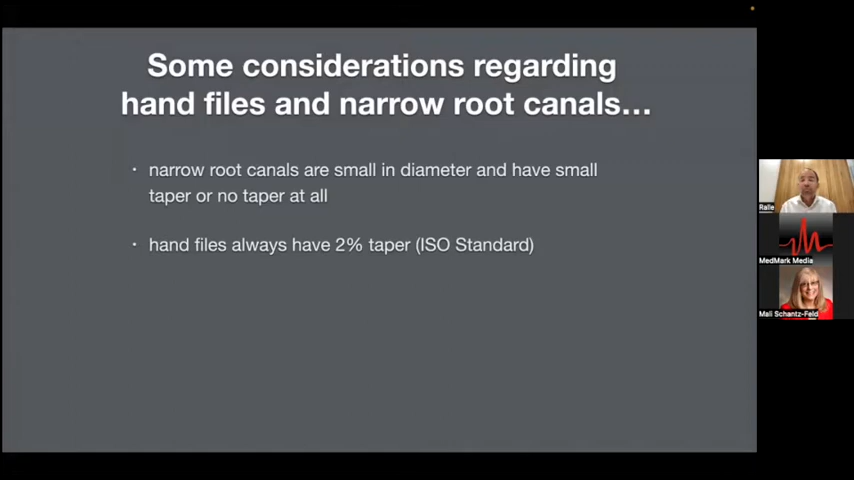 Some considerations regarding
hand files and narrow root canals...
• narrow root canals are small in diameter and have small
taper or no taper at all
• hand files always have 2% taper (ISO Standard)
Ralle
MedMark Media
Mali Schantz-Feld